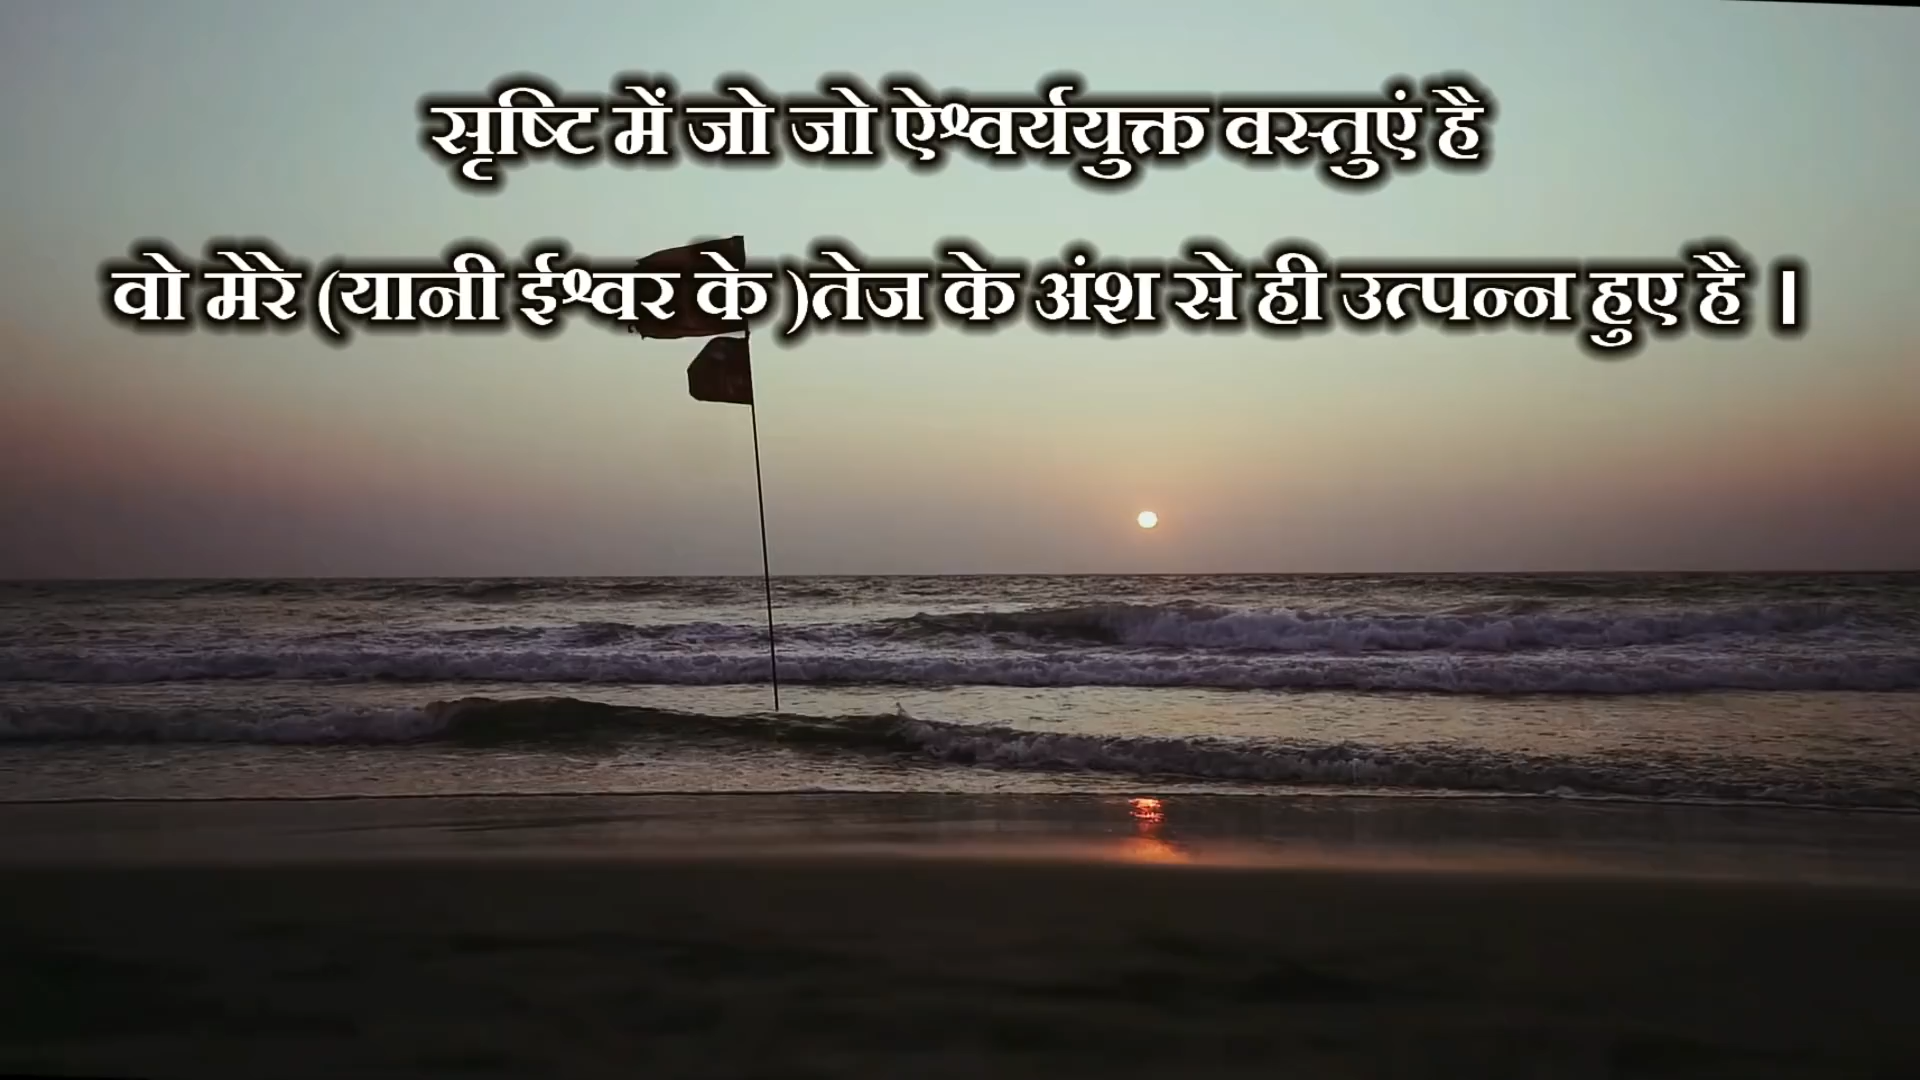 सृष्टि में जो जो ऐश्वर्ययुक्त वस्तुएं है
वो मेरे (यानी ईश्वर के )तेज के अंश से ही उत्पन्न हुए है ।